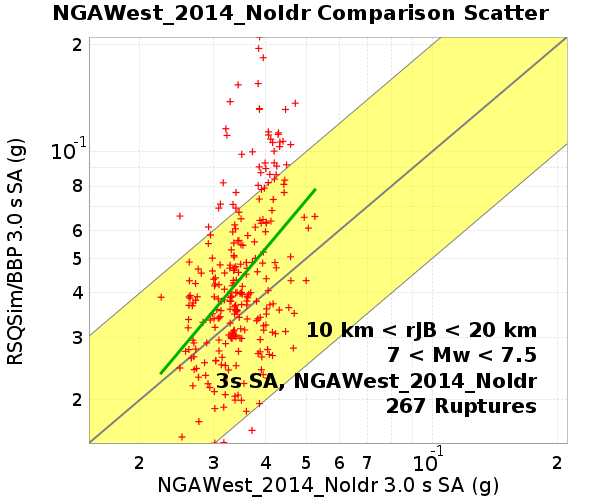 NGAWest_2014_NoIdr Comparison Scatter
RSQSim/BBP 3.0 s SA (g)
2
10-1
8
6
5
4
3
2
10 km < rJB < 20 km
7 < Mw < 7.5
3s SA, NGAWest_2014_NoIdr
267 Ruptures
2 3 4 5 6 7 10-1 2
NGAWest_2014_NoIdr 3.0 s SA (g)